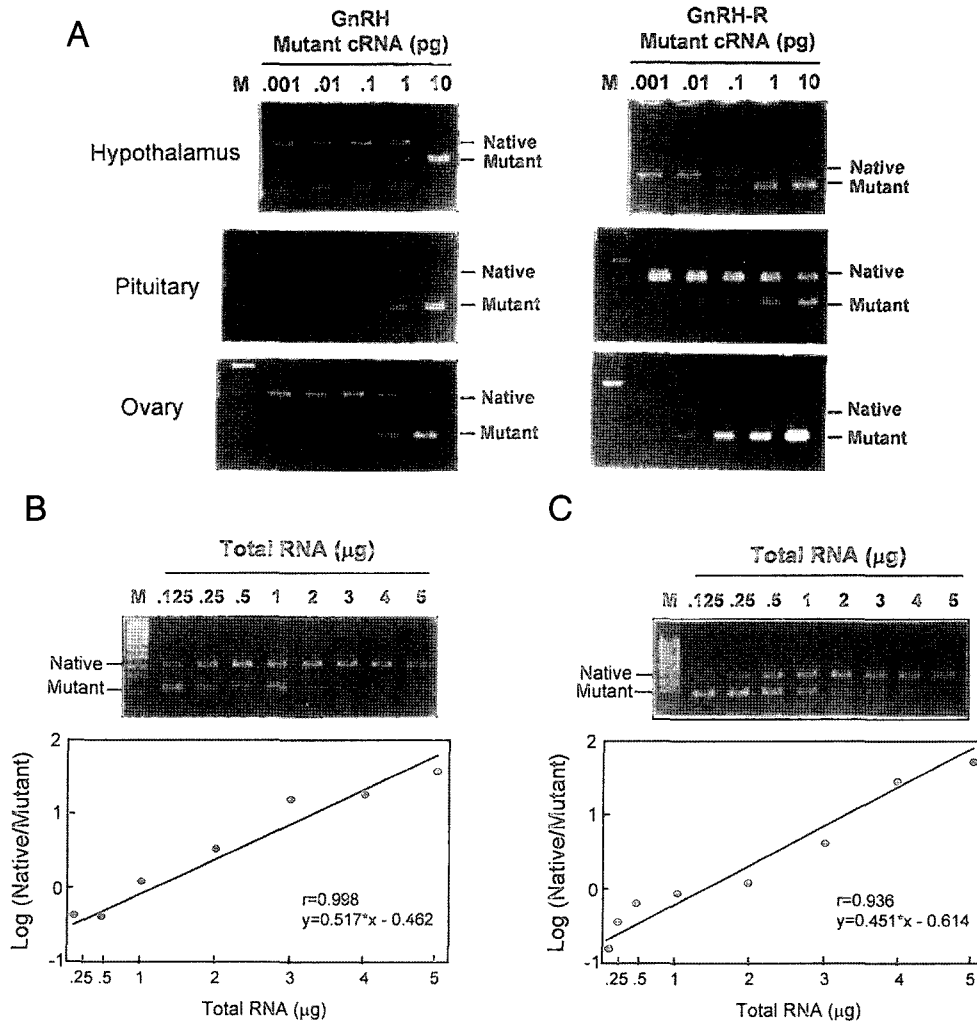 A
GnRH
Mutant cRNA (pg)
M .001 .01 .1 1 10
GnRH-R
Mutant cRNA (pg)
M .001 .01 .1 1 10
Hypothalamus
Native
Mutant
Native
Mutant
Pituitary
Native
Mutant
Native
Mutant
Ovary
Native
Mutant
Native
Mutant
B
Total RNA (μg)
M .125 .25 .5 1 2 3 4 5
Native
Mutant
Log (Native/Mutant)
2
1
0
-1
r=0.998
y=0.517*x - 0.462
.25 .5 1 2 3 4 5
Total RNA (μg)
C
Total RNA (μg)
M .125 .25 .5 1 2 3 4 5
Native
Mutant
Log (Native/Mutant)
2
1
0
-1
r=0.936
y=0.451*x - 0.614
.25 .5 1 2 3 4 5
Total RNA (μg)